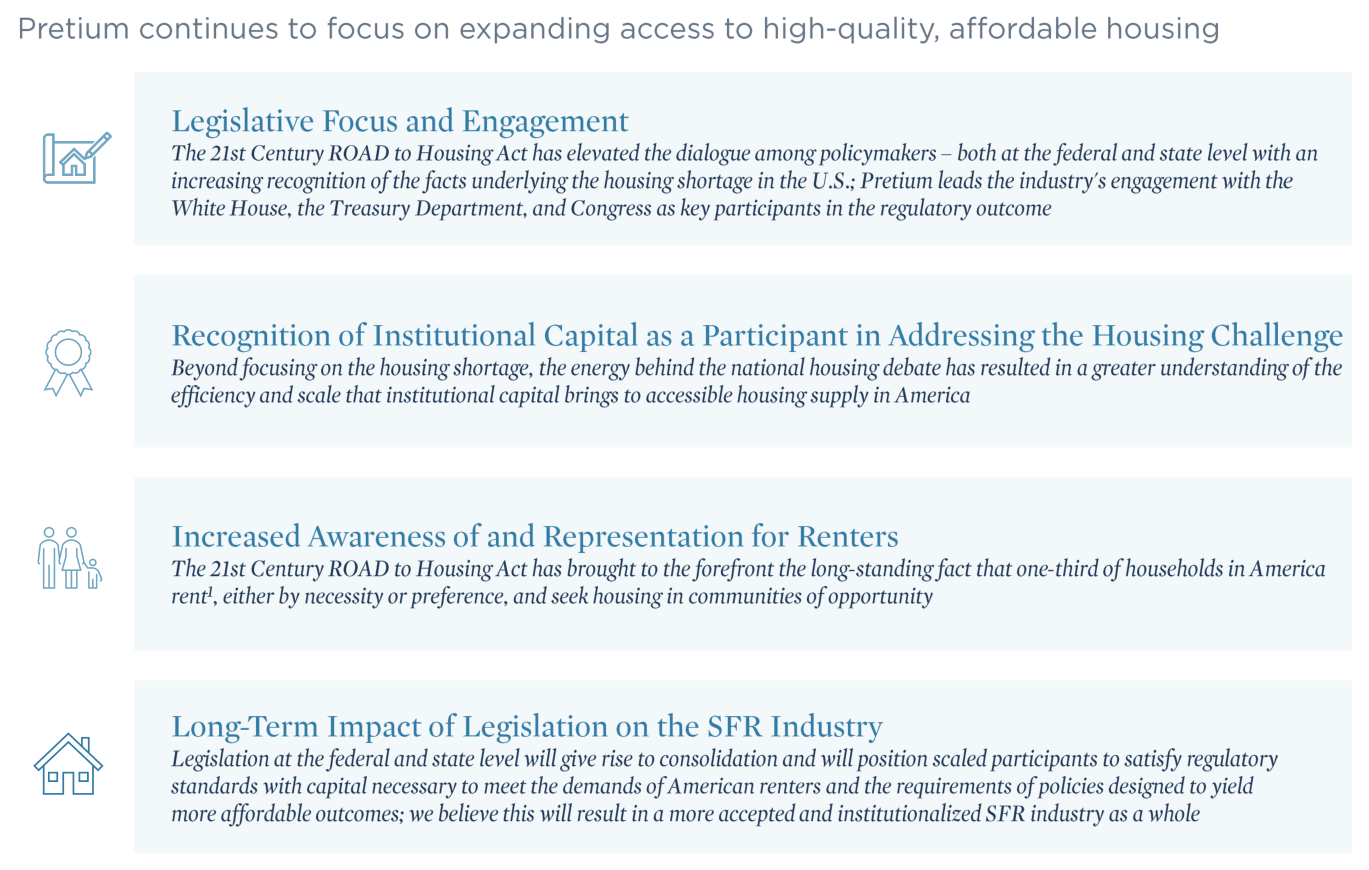 Pretium continues to focus on expanding access to high-quality, affordable housing
Legislative Focus and Engagement
The 21st Century ROAD to Housing Act has elevated the dialogue among policymakers – both at the federal and state level with an
increasing recognition of the facts underlying the housing shortage in the U.S.; Pretium leads the industry's engagement with the
White House, the Treasury Department, and Congress as key participants in the regulatory outcome
Recognition of Institutional Capital as a Participant in Addressing the Housing Challenge
Beyond focusing on the housing shortage, the energy behind the national housing debate has resulted in a greater understanding of the
efficiency and scale that institutional capital brings to accessible housing supply in America
Increased Awareness of and Representation for Renters
The 21st Century ROAD to Housing Act has brought to the forefront the long-standing fact that one-third of households in America
rent¹, either by necessity or preference, and seek housing in communities of opportunity
Long-Term Impact of Legislation on the SFR Industry
Legislation at the federal and state level will give rise to consolidation and will position scaled participants to satisfy regulatory
standards with capital necessary to meet the demands of American renters and the requirements of policies designed to yield
more affordable outcomes; we believe this will result in a more accepted and institutionalized SFR industry as a whole